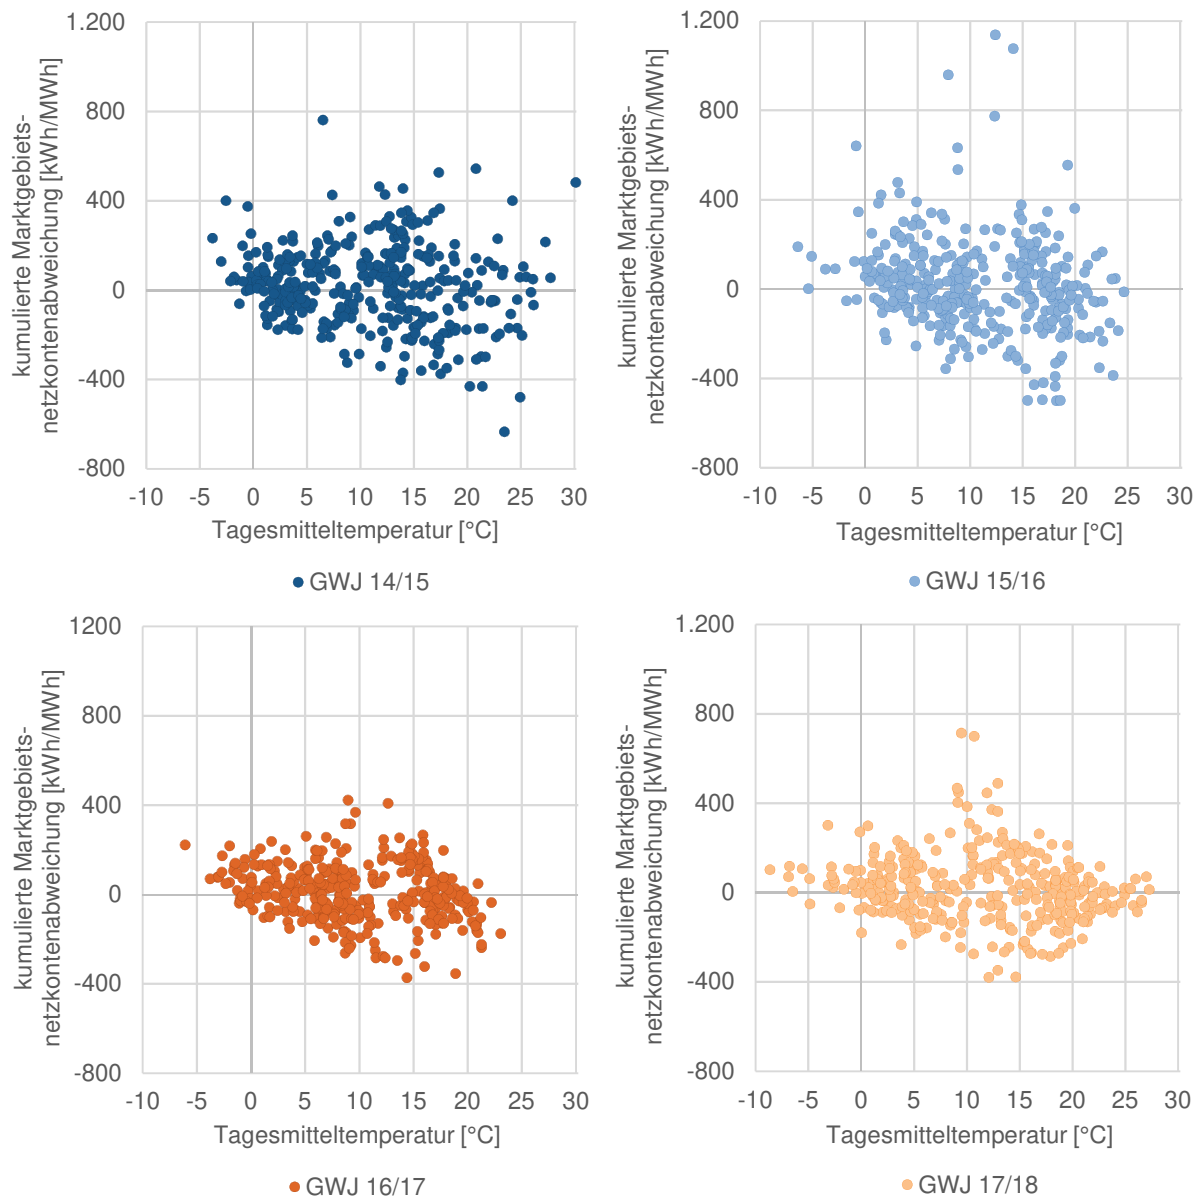 1.200
800
400
0
-400
-800
kumulierte Marktgebiets-
netzkontenabweichung [kWh/MWh]
-10 -5 0 5 10 15 20 25 30
Tagesmitteltemperatur [°C]
GWJ 14/15
1.200
800
400
0
-400
-800
kumulierte Marktgebiets-
netzkontenabweichung [kWh/MWh]
-10 -5 0 5 10 15 20 25 30
Tagesmitteltemperatur [°C]
GWJ 15/16
1200
800
400
0
-400
-800
kumulierte Marktgebiets-
netzkontenabweichung [kWh/MWh]
-10 -5 0 5 10 15 20 25 30
Tagesmitteltemperatur [°C]
GWJ 16/17
1.200
800
400
0
-400
-800
kumulierte Marktgebiets-
netzkontenabweichung [kWh/MWh]
-10 -5 0 5 10 15 20 25 30
Tagesmitteltemperatur [°C]
GWJ 17/18